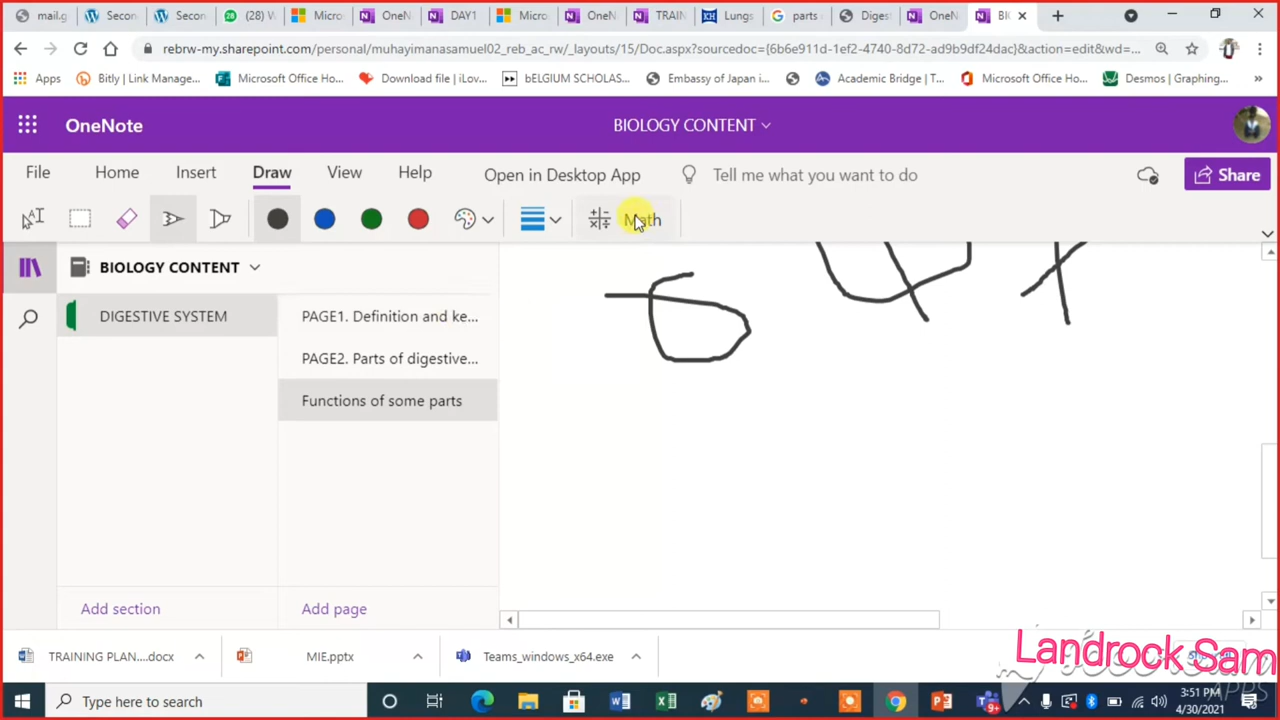 mail.g
Secon
Secon
(28) W
Micro
OneN
DAY1
Micro
OneN
TRAIN
Lungs
parts
Diges
OneN
BI
rebrw-my.sharepoint.com/personal/muhayimanasamuel02_reb_ac_rw/_layouts/15/Doc.aspx?sourcedoc={6b6e911d-1ef2-4740-8d72-ad9b9df24dac}&action=edit&wd=...
Apps
Bitly | Link Manage...
Microsoft Office Ho...
Download file | iLov...
bELGIUM SCHOLAS...
Embassy of Japan i...
Academic Bridge | T...
Microsoft Office Ho...
Desmos | Graphing...
OneNote
BIOLOGY CONTENT
File
Home
Insert
Draw
View
Help
Open in Desktop App
Tell me what you want to do
Share
Math
BIOLOGY CONTENT
DIGESTIVE SYSTEM
PAGE1. Definition and ke...
PAGE2. Parts of digestive...
Functions of some parts
Add section
Add page
TRAINING PLAN....docx
MIE.pptx
Teams_windows_x64.exe
Landrock Sam
APPS
Type here to search
9+
3:51 PM
4/30/2021